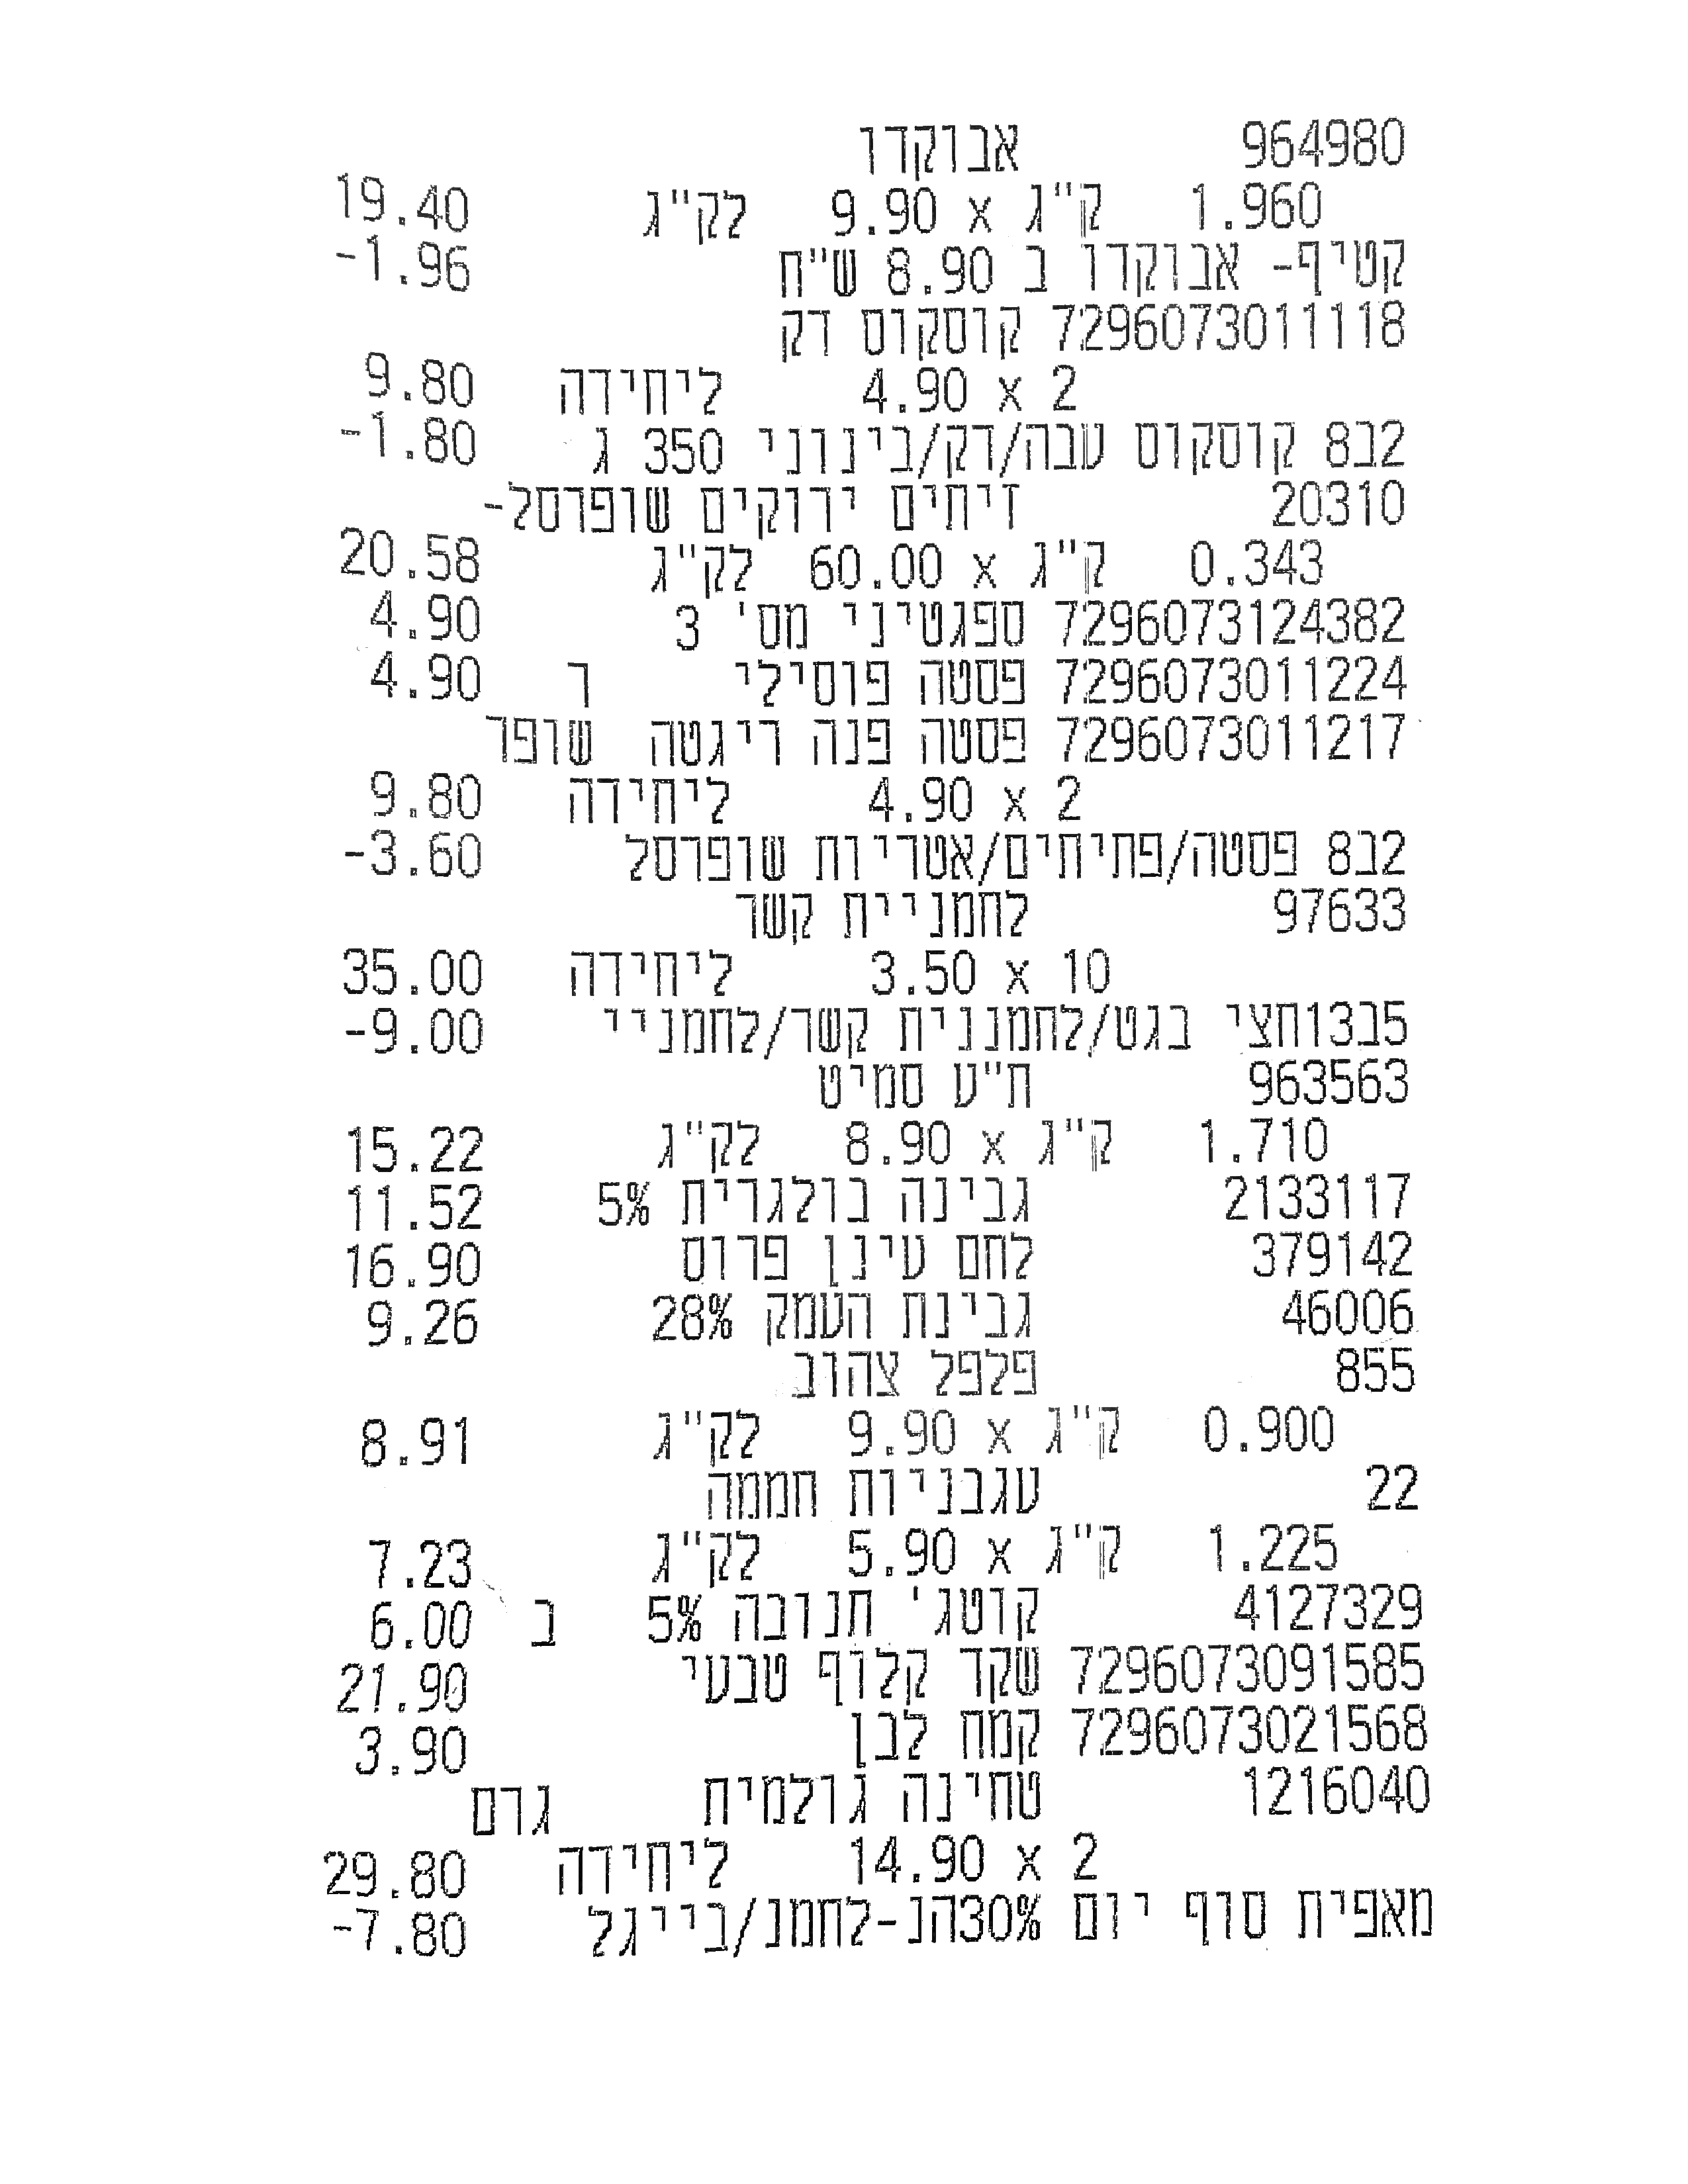 964980 אבוקדו
1.960 ק"ג x 9.90 לק"ג 19.40
קטיף- אבוקדו ב 8.90 ש"ח -1.96
7296073011118 קוסקוס דק
2 x 4.90 ליחידה 9.80
2ב8 קוסקוס עבה/דק/בינוני 350 ג -1.80
20310 זיתים ירוקים שופרסל-
0.343 ק"ג x 60.00 לק"ג 20.58
7296073124382 ספגטיני מס' 3 4.90
7296073011224 פסטה פוסילי ר 4.90
7296073011217 פסטה פנה ריגטה שופר
2 x 4.90 ליחידה 9.80
2ב8 פסטה/פתיתים/אטריות שופרסל -3.60
97633 לחמניית קשר
10 x 3.50 ליחידה 35.00
5ב13חצי בגט/לחמננית קשר/לחמניי -9.00
963563 ת"ע סמיט
1.710 ק"ג x 8.90 לק"ג 15.22
2133117 גבינה בולגרית 5% 11.52
379142 לחם עינן פרוס 16.90
46006 גבינת העמק 28% 9.26
855 פלפל צהוב
0.900 ק"ג x 9.90 לק"ג 8.91
22 עגבניות חממה
1.225 ק"ג x 5.90 לק"ג 7.23
4127329 קוטג' תנובה 5% ב 6.00
7296073091585 שקד קלוף טבעי 21.90
7296073021568 קמח לבן 3.90
1216040 טחינה גולמית גרם
2 x 14.90 ליחידה 29.80
מאפית סוף יום 30%הנ-לחמנ/בייגל -7.80